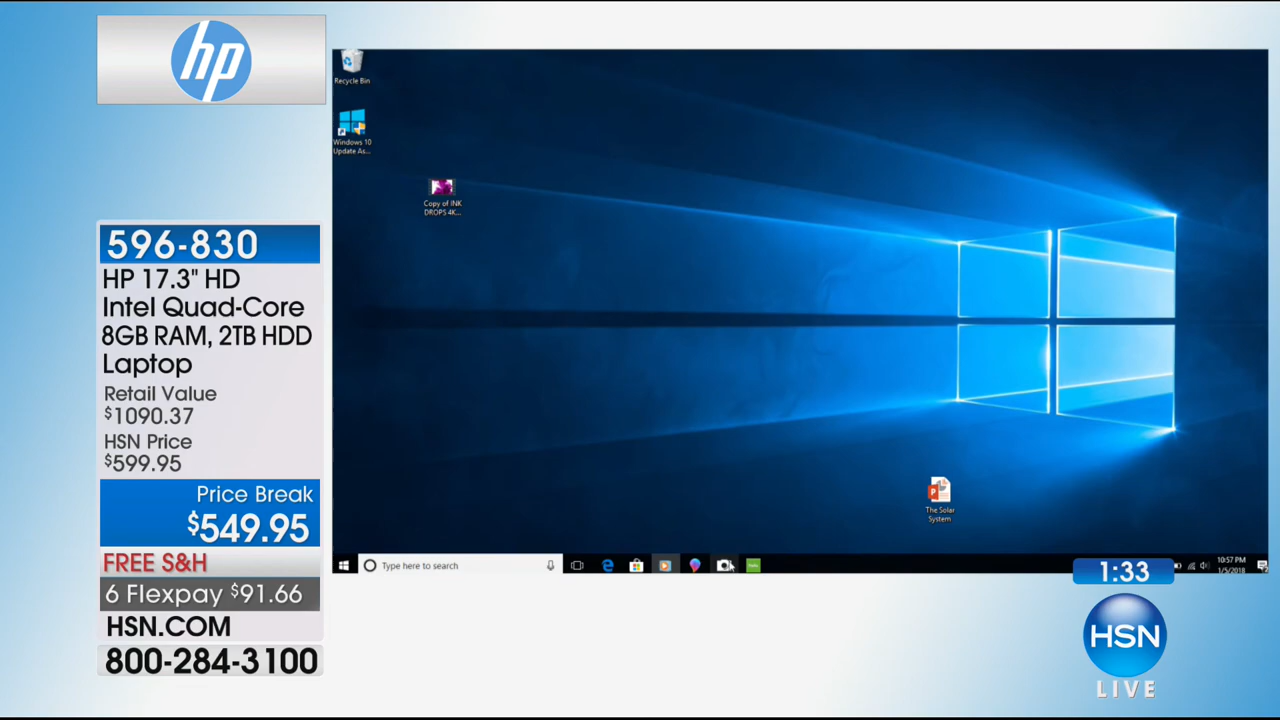 hp
596-830
HP 17.3" HD
Intel Quad-Core
8GB RAM, 2TB HDD
Laptop
Retail Value
$1090.37
HSN Price
$599.95
Price Break
$549.95
FREE S&H
6 Flexpay $91.66
HSN.COM
800-284-3100
Recycle Bin
Windows 10
Update As...
Copy of INK
DROPS 4K...
The Solar
System
Type here to search
10:57 PM
1/5/2018
1:33
HSN
LIVE